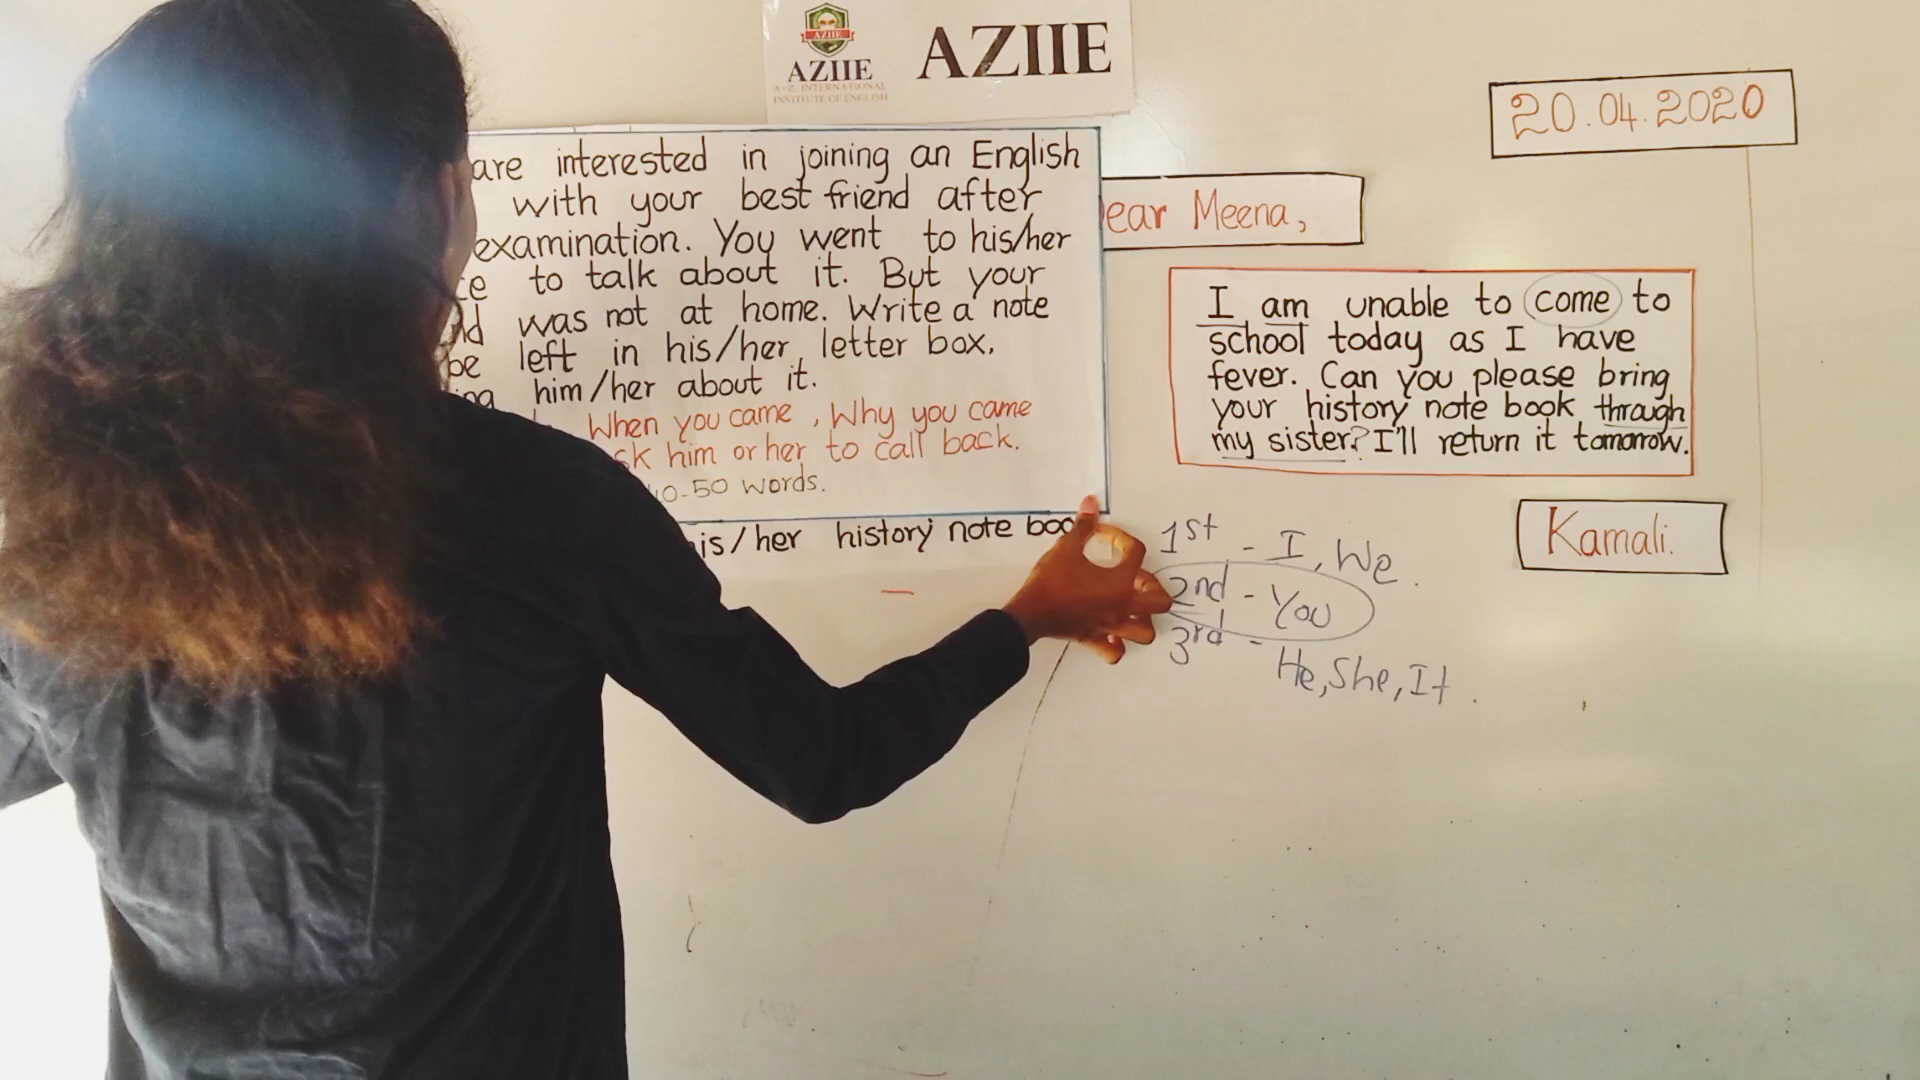 AZIIE
AZIIE
A-Z INTERNATIONAL
INSTITUTE OF ENGLISH
AZIIE
20.04.2020
are interested in joining an English
with your best friend after
examination. You went to his/her
to talk about it. But your
was not at home. Write a note
be left in his/her letter box,
him/her about it.
When you came, Why you came
him or her to call back.
40-50 words.
his/her history note
ear Meena,
I am unable to come to
school today as I have
fever. Can you please bring
your history note book through
my sister? I'll return it tomorrow.
Kamali.
1st - I, We.
2nd - You
3rd - He, She, It.